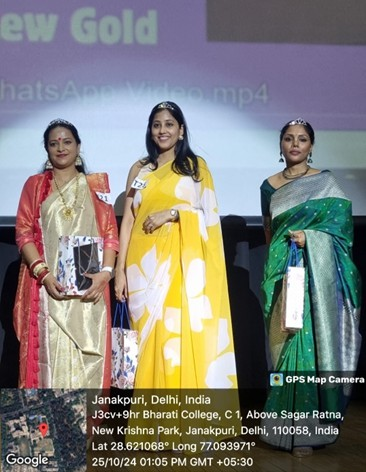 ew Gold
WhatsApp Video.mp4
T2
GPS Map Camera
Janakpuri, Delhi, India
J3cv+9hr Bharati College, C 1, Above Sagar Ratna,
New Krishna Park, Janakpuri, Delhi, 110058, India
Lat 28.621068° Long 77.093971°
25/10/24 01:05 PM GMT +05:30
Google